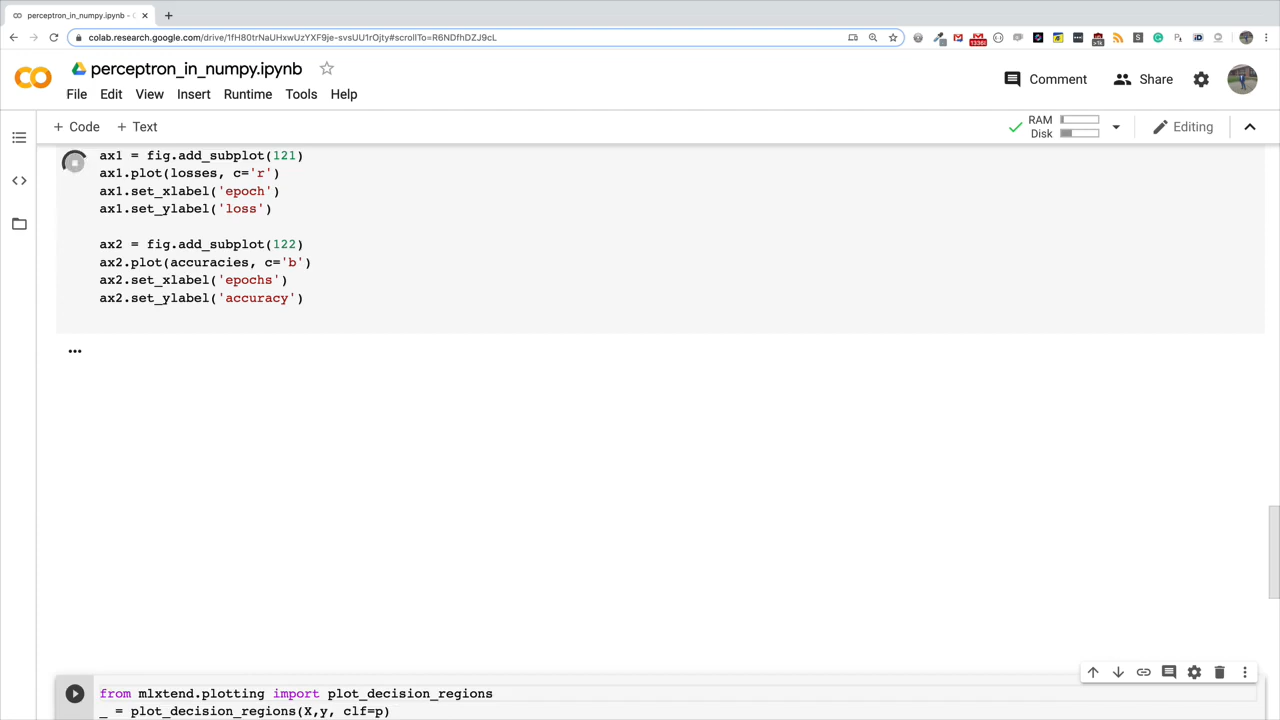 perceptron_in_numpy.ipynb - C
colab.research.google.com/drive/1fH80trNaUHxwUzYXF9je-svsUU1rOjty#scrollTo=R6NDfhDZJ9cL
perceptron_in_numpy.ipynb
Comment
Share
File Edit View Insert Runtime Tools Help
+ Code + Text
RAM
Disk
Editing
ax1 = fig.add_subplot(121)
ax1.plot(losses, c='r')
ax1.set_xlabel('epoch')
ax1.set_ylabel('loss')
ax2 = fig.add_subplot(122)
ax2.plot(accuracies, c='b')
ax2.set_xlabel('epochs')
ax2.set_ylabel('accuracy')
...
from mlxtend.plotting import plot_decision_regions
_ = plot_decision_regions(X,y, clf=p)